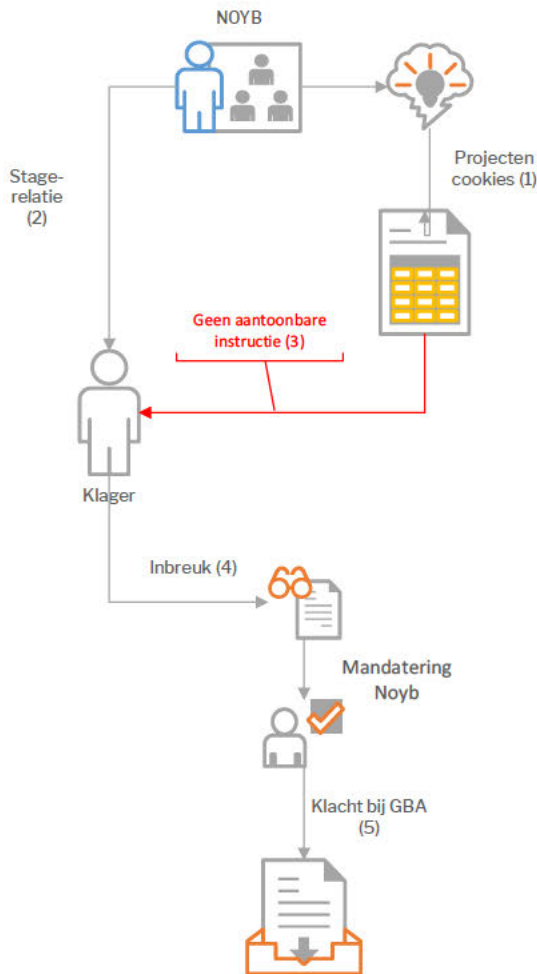 NOYB
Projecten
cookies (1)
Stage-
relatie
(2)
Geen aantoonbare
instructie (3)
Klager
Inbreuk (4)
Mandatering
Noyb
Klacht bij GBA
(5)